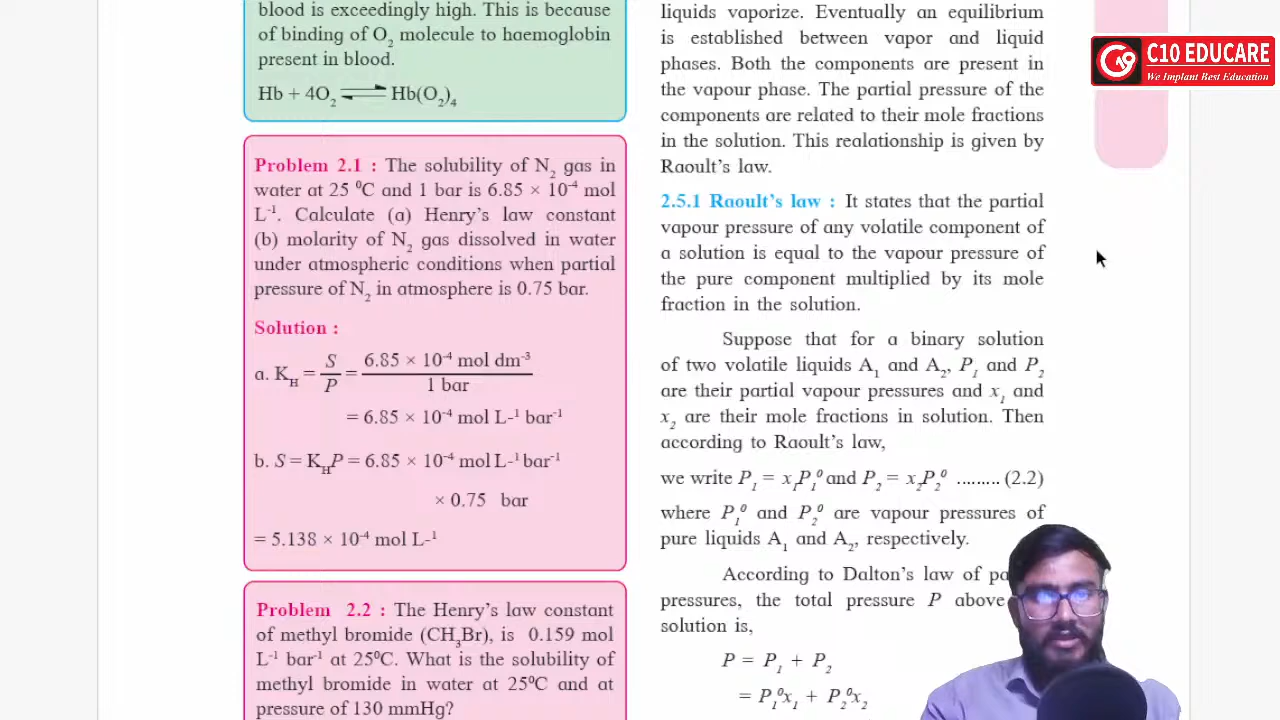 blood is exceedingly high. This is because
of binding of O₂ molecule to haemoglobin
present in blood.
Hb + 4O₂ ⇌ Hb(O₂)₄
Problem 2.1 : The solubility of N₂ gas in
water at 25 ⁰C and 1 bar is 6.85 × 10⁻⁴ mol
L⁻¹. Calculate (a) Henry's law constant
(b) molarity of N₂ gas dissolved in water
under atmospheric conditions when partial
pressure of N₂ in atmosphere is 0.75 bar.
Solution :
a. K_H = S/P = 6.85 × 10⁻⁴ mol dm⁻³ / 1 bar
= 6.85 × 10⁻⁴ mol L-¹ bar⁻¹
b. S = K_H P = 6.85 × 10⁻⁴ mol L-¹ bar⁻¹
× 0.75 bar
= 5.138 × 10⁻⁴ mol L-¹
Problem 2.2 : The Henry's law constant
of methyl bromide (CH₃Br), is 0.159 mol
L⁻¹ bar⁻¹ at 25⁰C. What is the solubility of
methyl bromide in water at 25⁰C and at
pressure of 130 mmHg?
liquids vaporize. Eventually an equilibrium
is established between vapor and liquid
phases. Both the components are present in
the vapour phase. The partial pressure of the
components are related to their mole fractions
in the solution. This realationship is given by
Raoult's law.
2.5.1 Raoult's law : It states that the partial
vapour pressure of any volatile component of
a solution is equal to the vapour pressure of
the pure component multiplied by its mole
fraction in the solution.
Suppose that for a binary solution
of two volatile liquids A₁ and A₂, P₁ and P₂
are their partial vapour pressures and x₁ and
x₂ are their mole fractions in solution. Then
according to Raoult's law,
we write P₁ = x₁P₁⁰ and P₂ = x₂P₂⁰ ......... (2.2)
where P₁⁰ and P₂⁰ are vapour pressures of
pure liquids A₁ and A₂, respectively.
According to Dalton's law of pa
pressures, the total pressure P above
solution is,
P = P₁ + P₂
= P₁⁰x₁ + P₂⁰x₂
C10 EDUCARE
We Implant Best Education